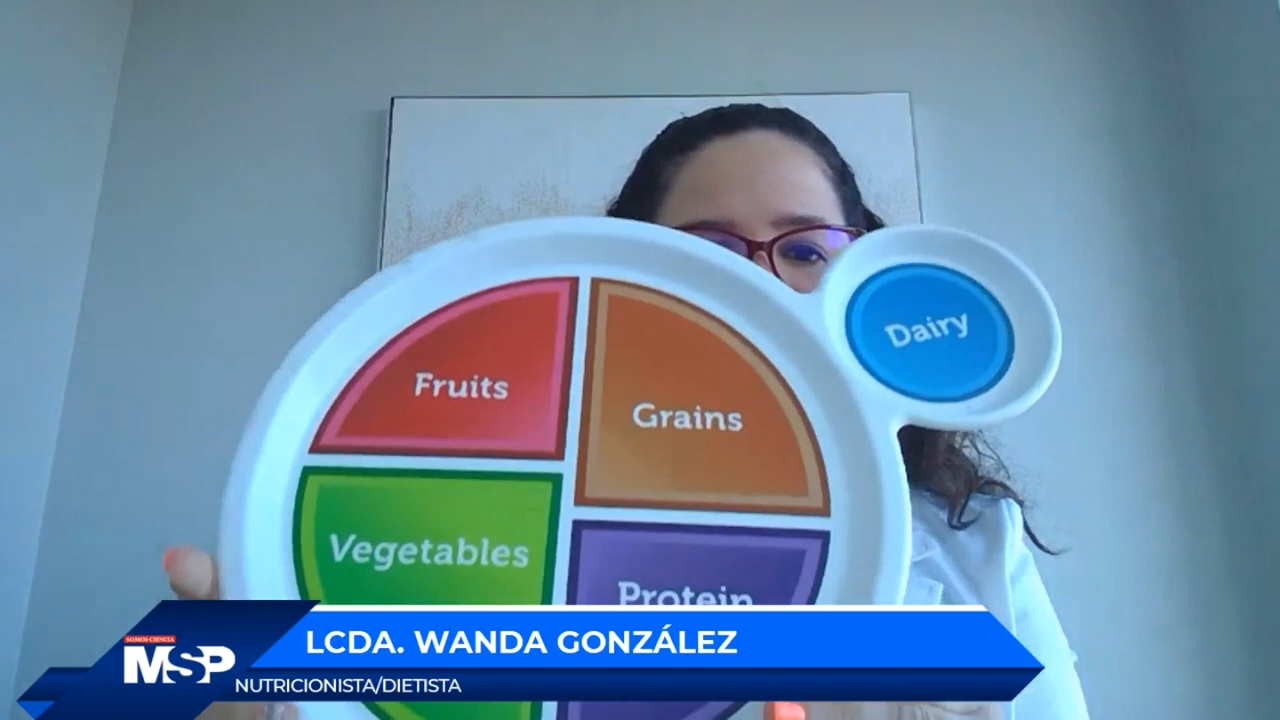 Dairy
Fruits
Grains
Vegetables
Protein
LCDA. WANDA GONZÁLEZ
SOMOS CIENCIA
MSP
NUTRICIONISTA/DIETISTA